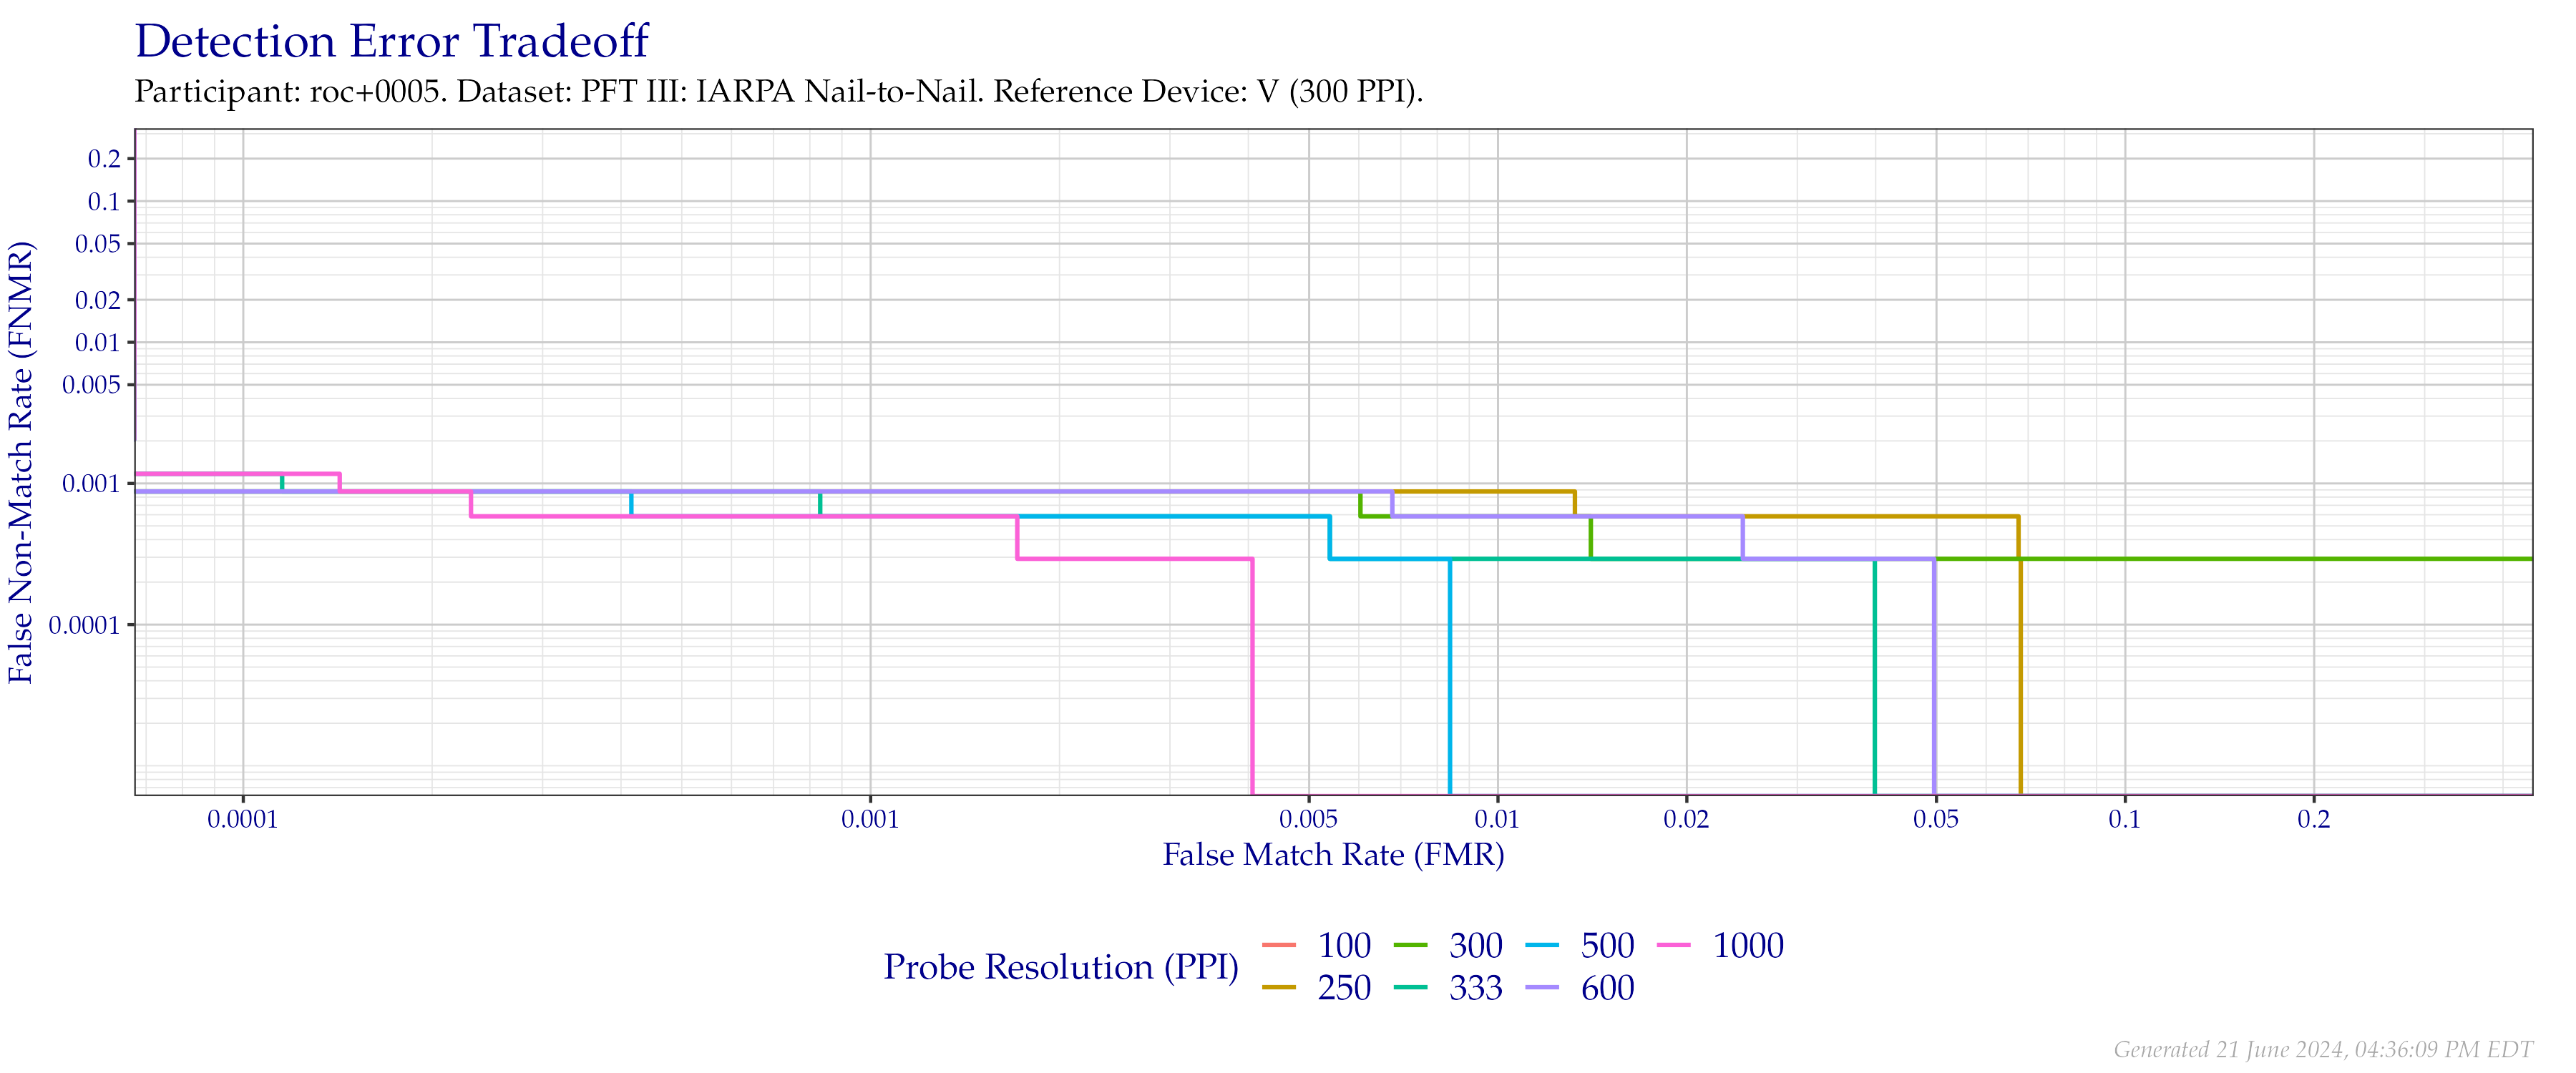 Detection Error Tradeoff
Participant: roc+0005. Dataset: PFT III: IARPA Nail-to-Nail. Reference Device: V (300 PPI).
False Non-Match Rate (FNMR)
0.2
0.1
0.05
0.02
0.01
0.005
0.001
0.0001
0.0001 0.001 0.005 0.01 0.02 0.05 0.1 0.2
False Match Rate (FMR)
Probe Resolution (PPI)
100 300 500 1000
250 333 600
Generated 21 June 2024, 04:36:09 PM EDT